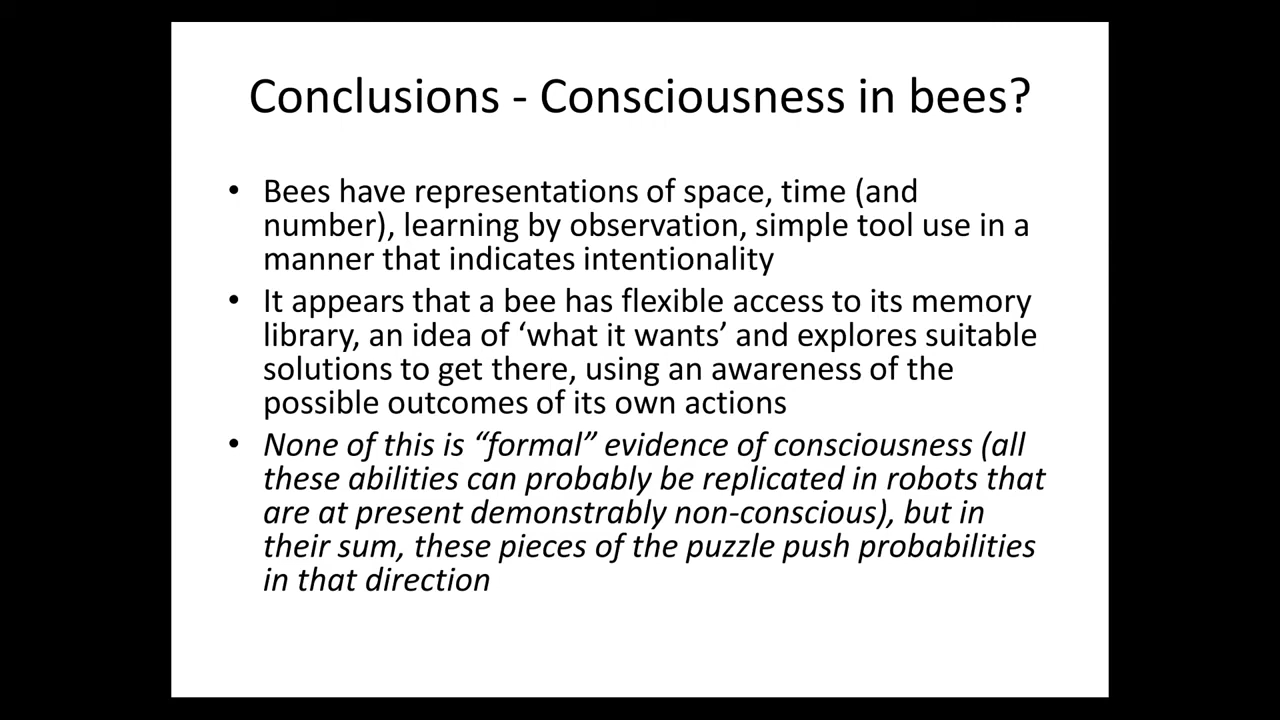 Conclusions - Consciousness in bees?
• Bees have representations of space, time (and
number), learning by observation, simple tool use in a
manner that indicates intentionality
• It appears that a bee has flexible access to its memory
library, an idea of ‘what it wants’ and explores suitable
solutions to get there, using an awareness of the
possible outcomes of its own actions
• None of this is “formal” evidence of consciousness (all
these abilities can probably be replicated in robots that
are at present demonstrably non-conscious), but in
their sum, these pieces of the puzzle push probabilities
in that direction